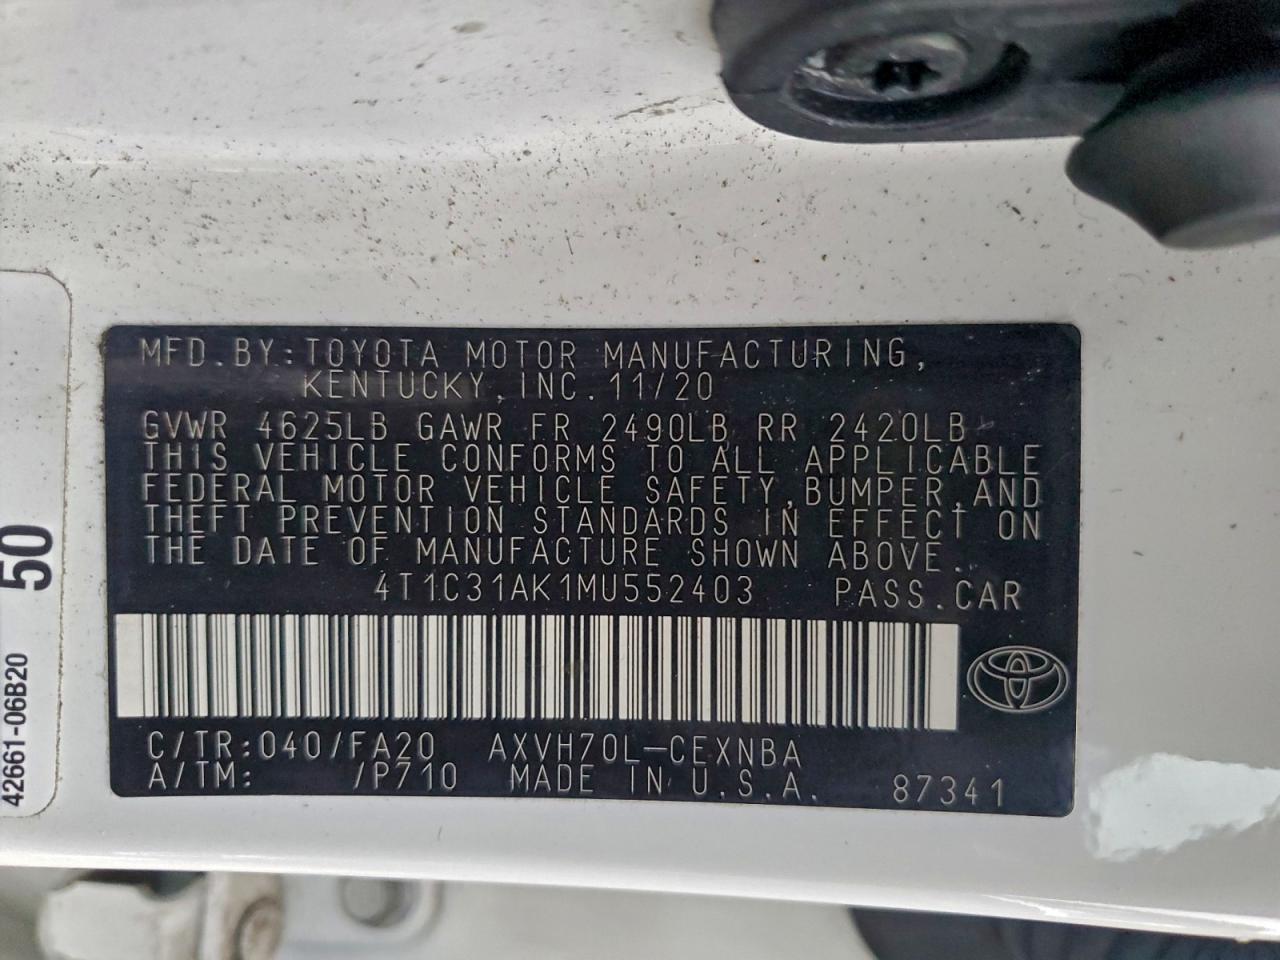 MFD.BY:TOYOTA MOTOR MANUFACTURING,
KENTUCKY,INC.11/20
GVWR 4625LB GAWR FR 2490LB RR 2420LB
THIS VEHICLE CONFORMS TO ALL APPLICABLE
FEDERAL MOTOR VEHICLE SAFETY,BUMPER,AND
THEFT PREVENTION STANDARDS IN EFFECT ON
THE DATE OF MANUFACTURE SHOWN ABOVE.
4T1C31AK1MU552403 PASS.CAR
C/TR:040/FA20 AXVH70L-CEXNBA
A/TM: /P710 MADE IN U.S.A. 87341
50
42661-06B20